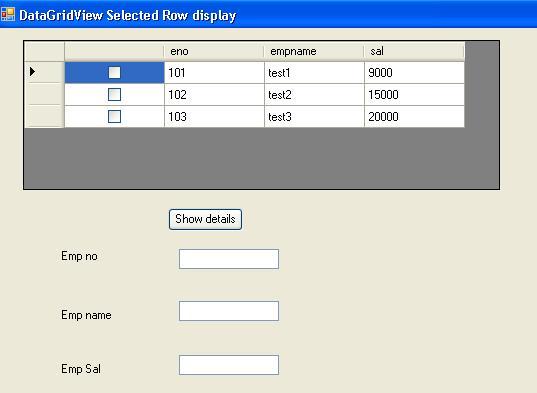 DataGridView Selected Row display
eno empname sal
101 test1 9000
102 test2 15000
103 test3 20000
Show details
Emp no
Emp name
Emp Sal